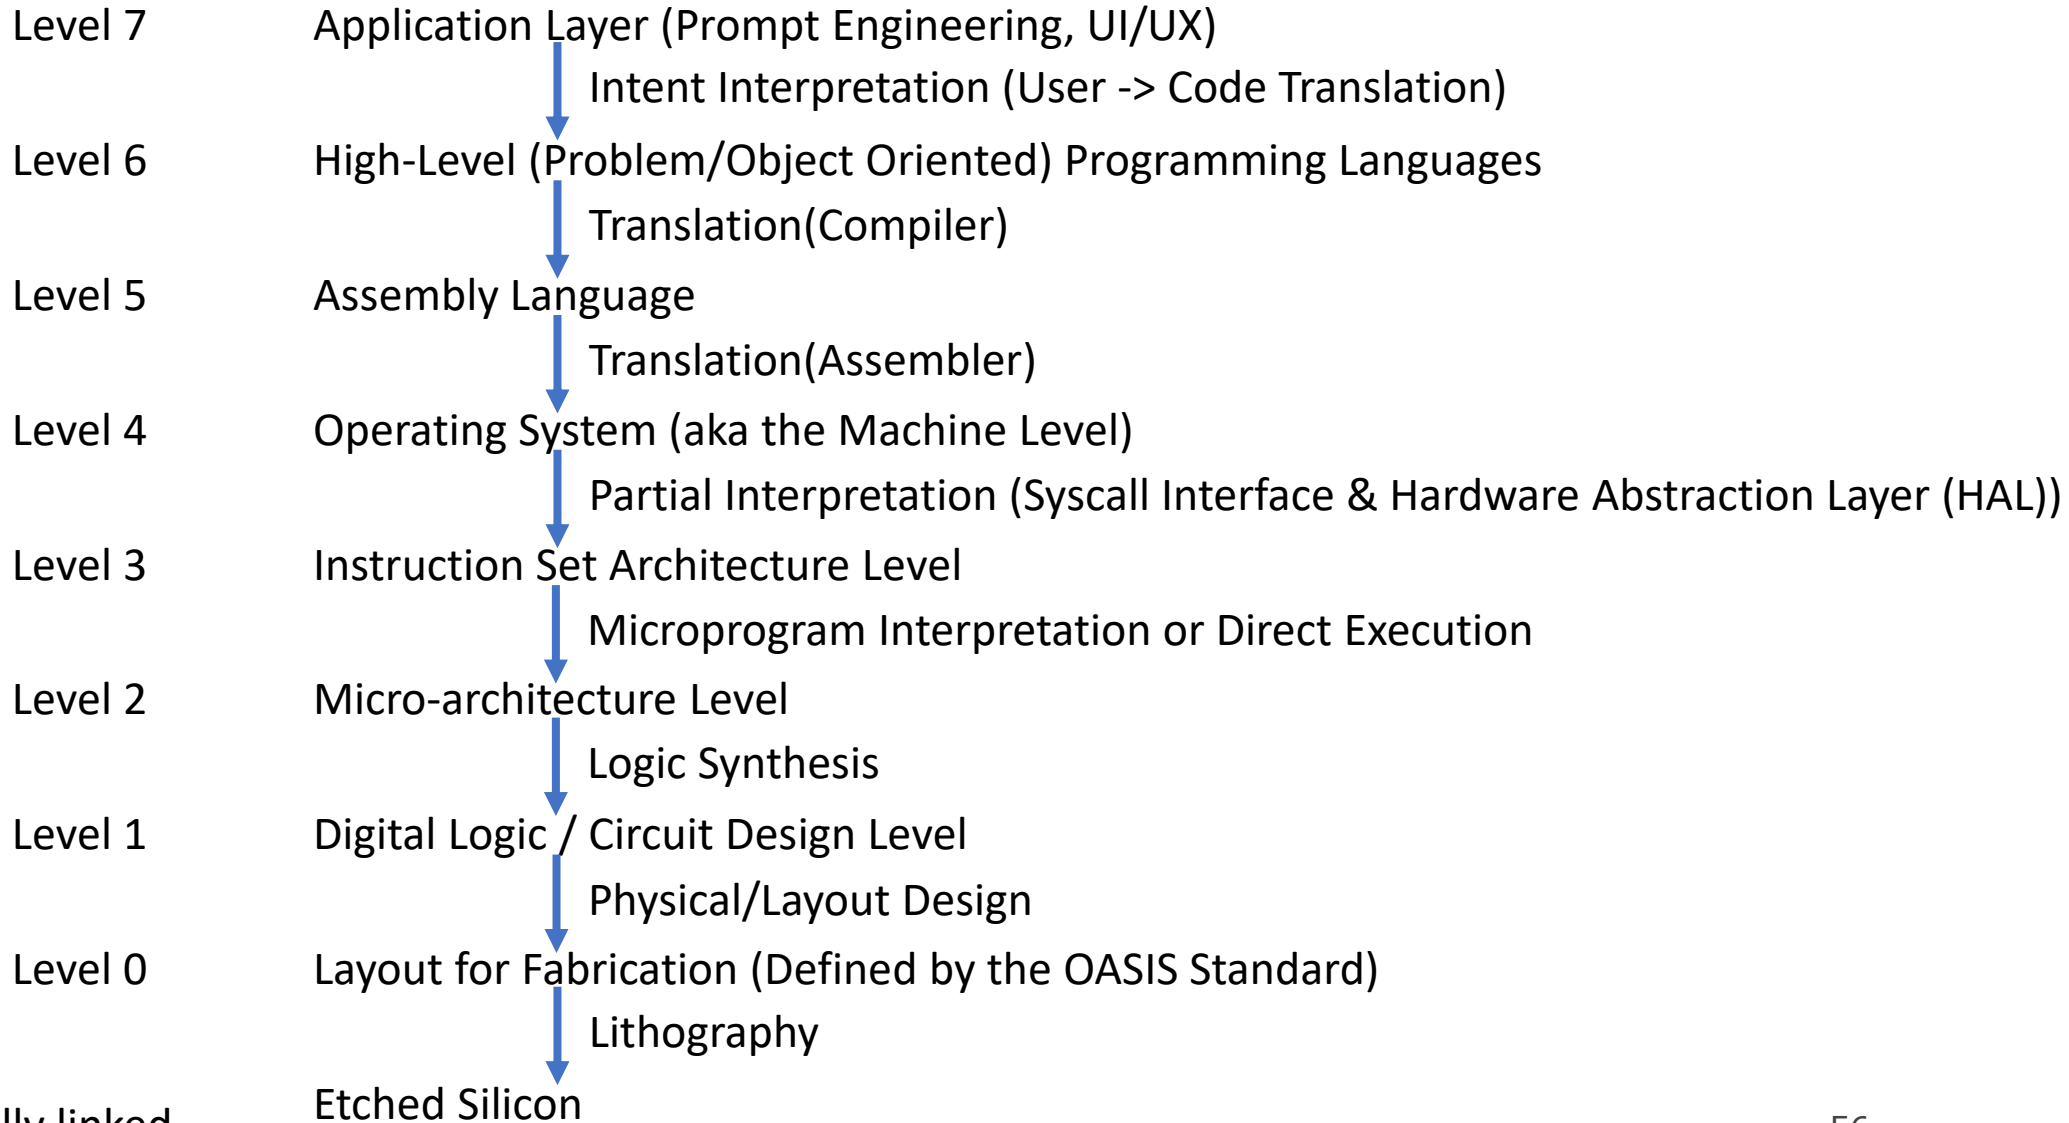 Level 7 Application Layer (Prompt Engineering, UI/UX)
Intent Interpretation (User -> Code Translation)
Level 6 High-Level (Problem/Object Oriented) Programming Languages
Translation(Compiler)
Level 5 Assembly Language
Translation(Assembler)
Level 4 Operating System (aka the Machine Level)
Partial Interpretation (Syscall Interface & Hardware Abstraction Layer (HAL))
Level 3 Instruction Set Architecture Level
Microprogram Interpretation or Direct Execution
Level 2 Micro-architecture Level
Logic Synthesis
Level 1 Digital Logic / Circuit Design Level
Physical/Layout Design
Level 0 Layout for Fabrication (Defined by the OASIS Standard)
Lithography
Etched Silicon
linked